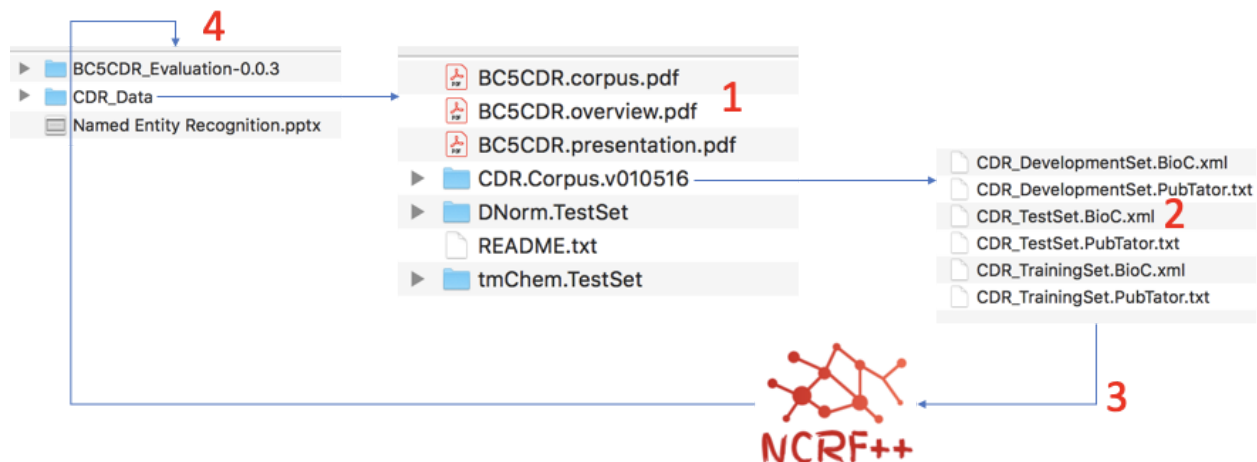 4
BC5CDR_Evaluation-0.0.3
CDR_Data
Named Entity Recognition.pptx
BC5CDR.corpus.pdf
1
BC5CDR.overview.pdf
BC5CDR.presentation.pdf
CDR.Corpus.v010516
DNorm.TestSet
README.txt
tmChem.TestSet
CDR_DevelopmentSet.BioC.xml
CDR_DevelopmentSet.PubTator.txt
CDR_TestSet.BioC.xml
2
CDR_TestSet.PubTator.txt
CDR_TrainingSet.BioC.xml
CDR_TrainingSet.PubTator.txt
3
NCRF++